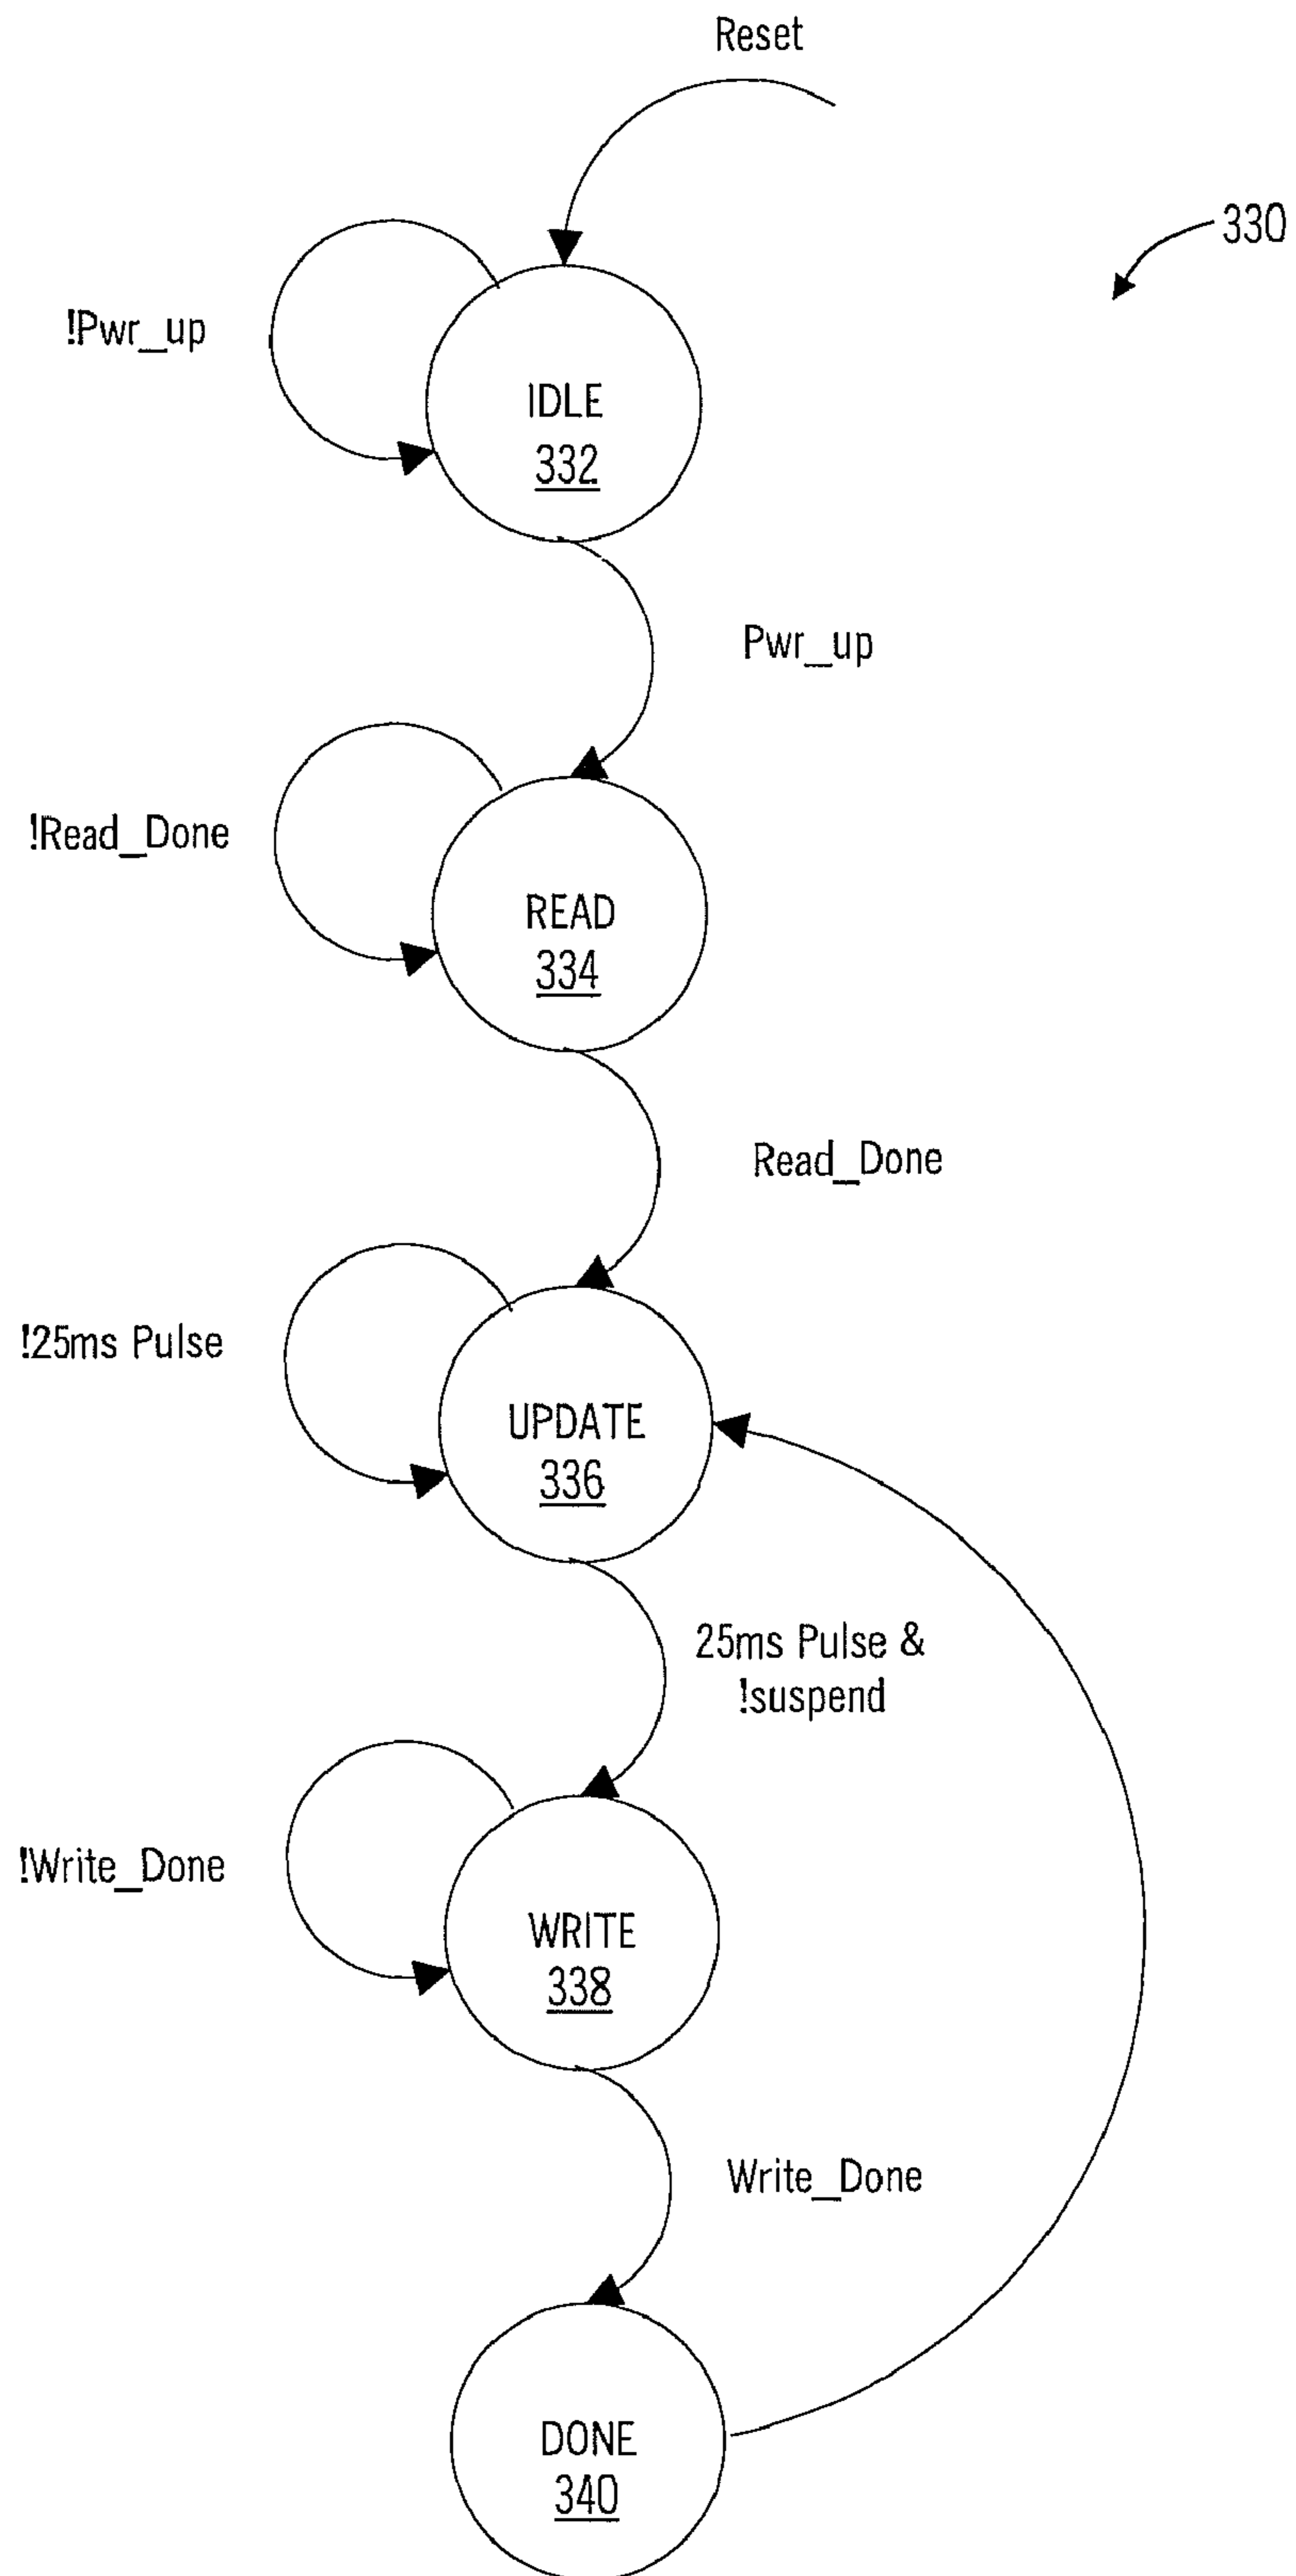 Reset
330
!Pwr_up
IDLE
332
Pwr_up
!Read_Done
READ
334
Read_Done
!25ms Pulse
UPDATE
336
25ms Pulse &
!suspend
!Write_Done
WRITE
338
Write_Done
DONE
340